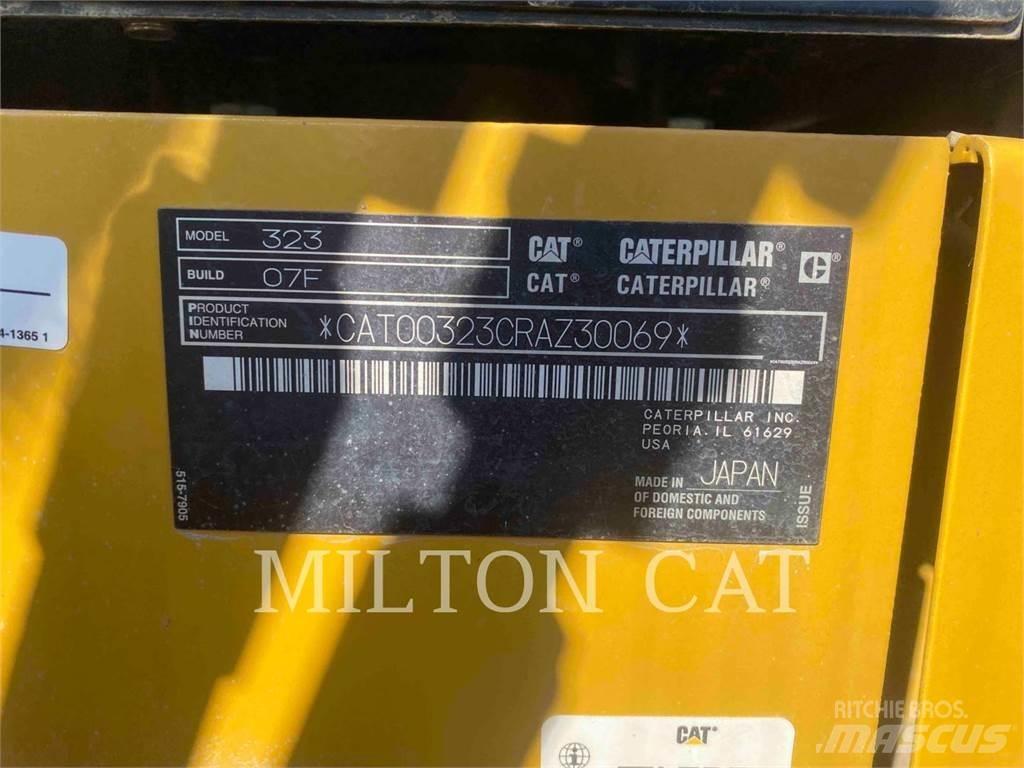 MODEL 323
CAT® CATERPILLAR®
BUILD 07F
CAT® CATERPILLAR®
PRODUCT
IDENTIFICATION
NUMBER
*CAT00323CRAZ30069*
CATERPILLAR INC.
PEORIA. IL 61629
USA
MADE IN JAPAN
OF DOMESTIC AND
FOREIGN COMPONENTS
ISSUE
515-7905
4-1365 1
MILTON CAT
CAT®
RITCHIE BROS.
MASCUS